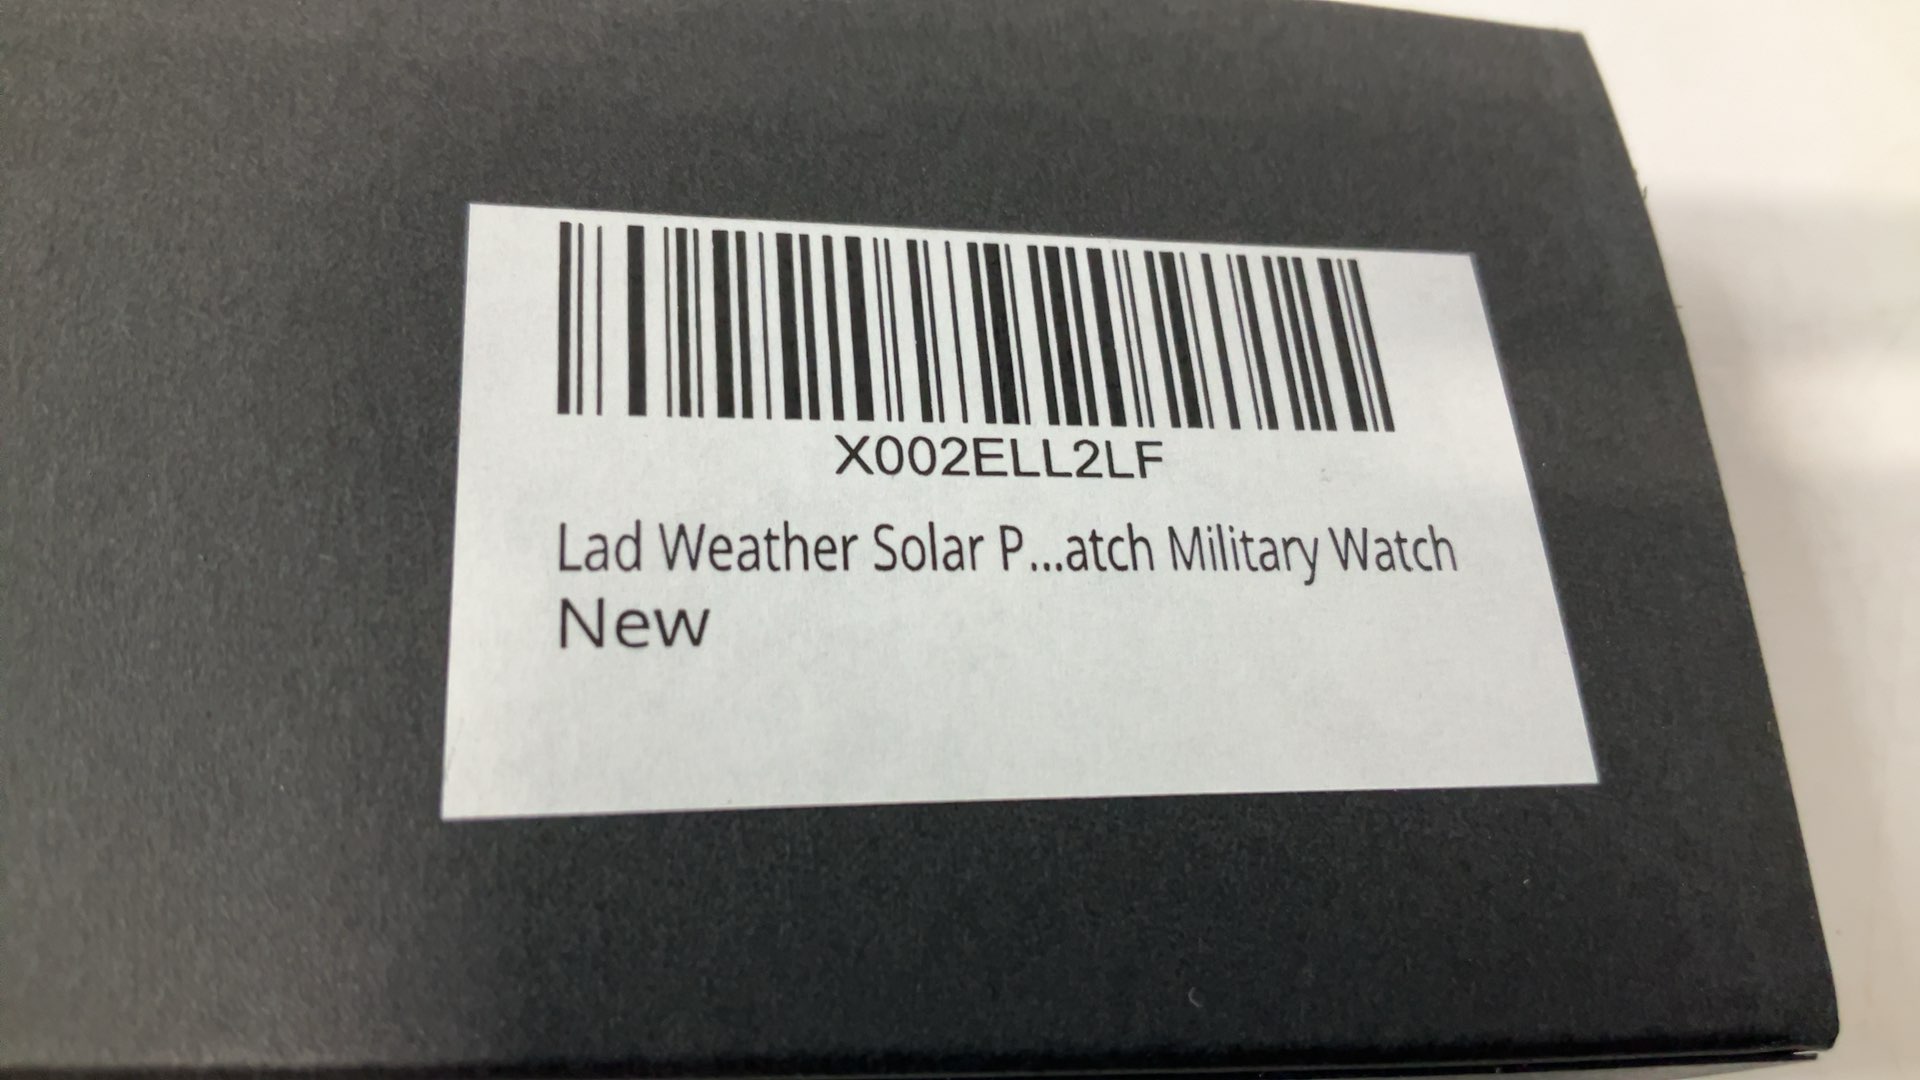 X002ELL2LF
Lad Weather Solar P...atch Military Watch
New